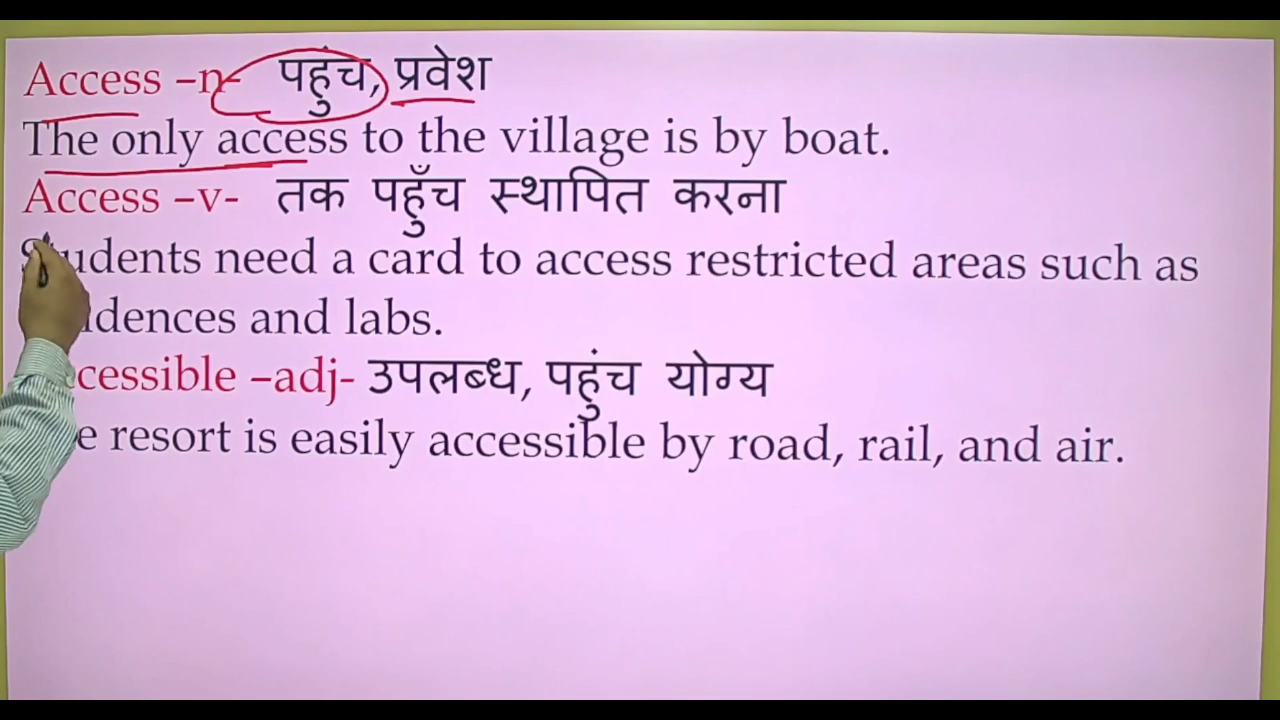 Access –n- पहुंच, प्रवेश
The only access to the village is by boat.
Access –v- तक पहुँच स्थापित करना
Students need a card to access restricted areas such as
idences and labs.
cessible –adj- उपलब्ध, पहुंच योग्य
e resort is easily accessible by road, rail, and air.